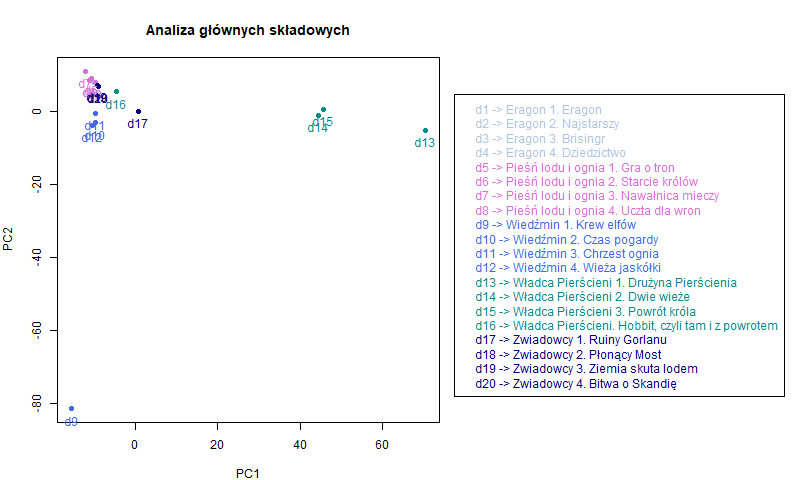 Analiza głównych składowych
PC2
0
-20
-40
-60
-80
d16
d17
d11
d10
d12
d15
d14
d13
d9
0
20
40
60
PC1
d1 -> Eragon 1. Eragon
d2 -> Eragon 2. Najstarszy
d3 -> Eragon 3. Brisingr
d4 -> Eragon 4. Dziedzictwo
d5 -> Pieśń lodu i ognia 1. Gra o tron
d6 -> Pieśń lodu i ognia 2. Starcie królów
d7 -> Pieśń lodu i ognia 3. Nawałnica mieczy
d8 -> Pieśń lodu i ognia 4. Uczta dla wron
d9 -> Wiedźmin 1. Krew elfów
d10 -> Wiedźmin 2. Czas pogardy
d11 -> Wiedźmin 3. Chrzest ognia
d12 -> Wiedźmin 4. Wieża jaskółki
d13 -> Władca Pierścieni 1. Drużyna Pierścienia
d14 -> Władca Pierścieni 2. Dwie wieże
d15 -> Władca Pierścieni 3. Powrót króla
d16 -> Władca Pierścieni. Hobbit, czyli tam i z powrotem
d17 -> Zwiadowcy 1. Ruiny Gorlanu
d18 -> Zwiadowcy 2. Płonący Most
d19 -> Zwiadowcy 3. Ziemia skuta lodem
d20 -> Zwiadowcy 4. Bitwa o Skandię